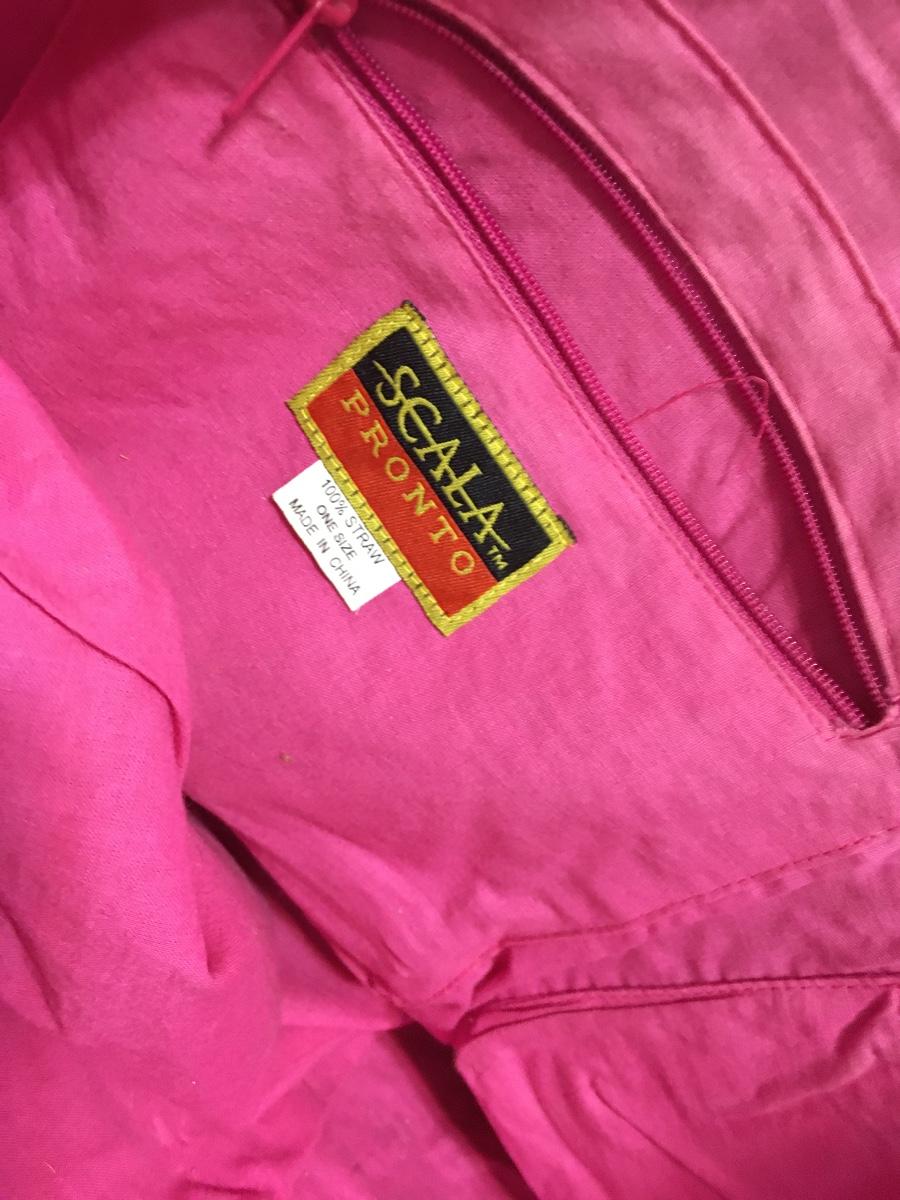 SCALA™
PRONTO
100% STRAW
ONE SIZE
MADE IN CHINA